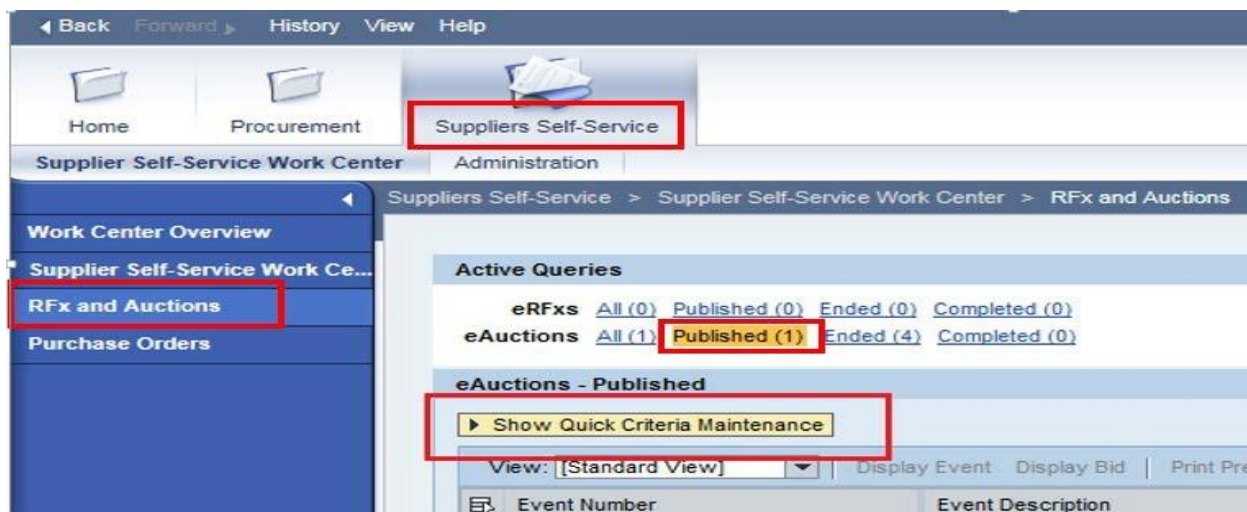 Back Forward History View Help
Home Procurement Suppliers Self-Service
Supplier Self-Service Work Center Administration
Suppliers Self-Service > Supplier Self-Service Work Center > RFx and Auctions
Work Center Overview
Supplier Self-Service Work Ce...
Active Queries
RFx and Auctions
eRFxs All (0) Published (0) Ended (0) Completed (0)
eAuctions All (1) Published (1) Ended (4) Completed (0)
Purchase Orders
eAuctions - Published
Show Quick Criteria Maintenance
View: [Standard View] Display Event Display Bid Print Pre
Event Number Event Description